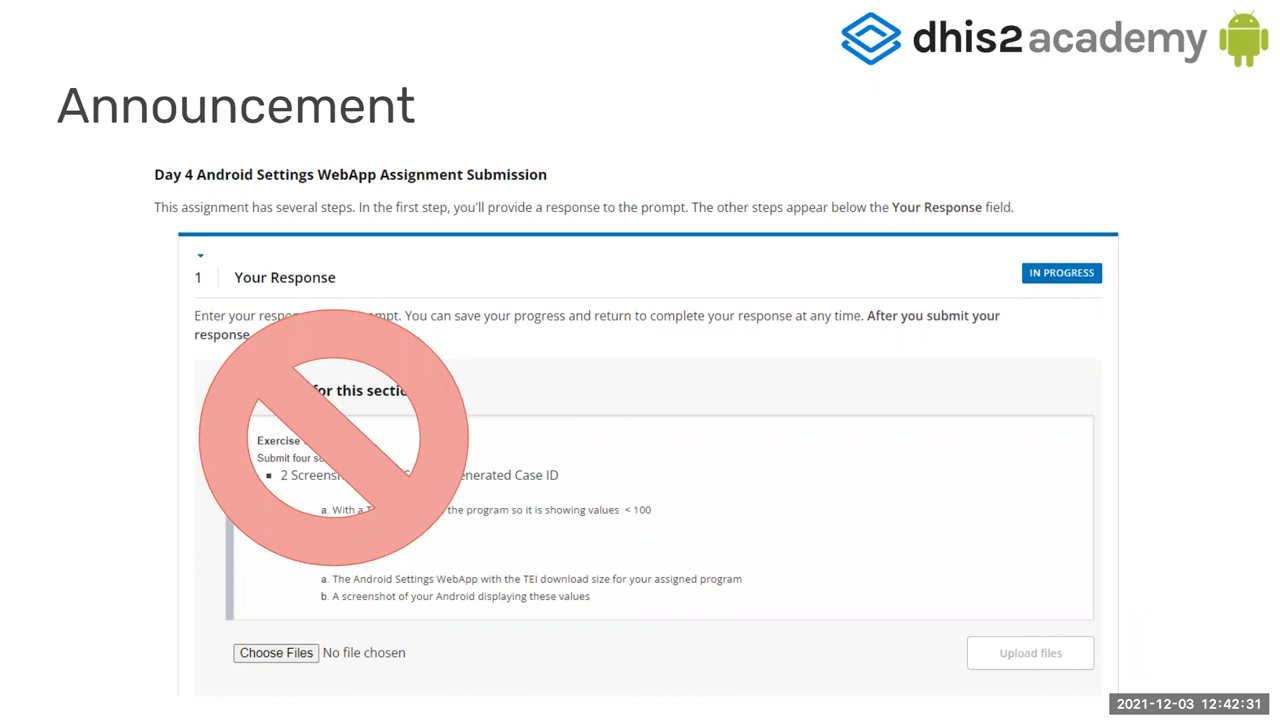 dhis2 academy
Announcement
Day 4 Android Settings WebApp Assignment Submission
This assignment has several steps. In the first step, you'll provide a response to the prompt. The other steps appear below the Your Response field.
1 Your Response
IN PROGRESS
Enter your You can save your progress and return to complete your response at any time. After you submit your
response
for this
Exercise
Submit four
▪ 2 Case ID
a. With a the program so it is showing values < 100
a. The Android Settings WebApp with the TEI download size for your assigned program
b. A screenshot of your Android displaying these values
Choose Files No file chosen
Upload files
2021-12-03 12:42:31